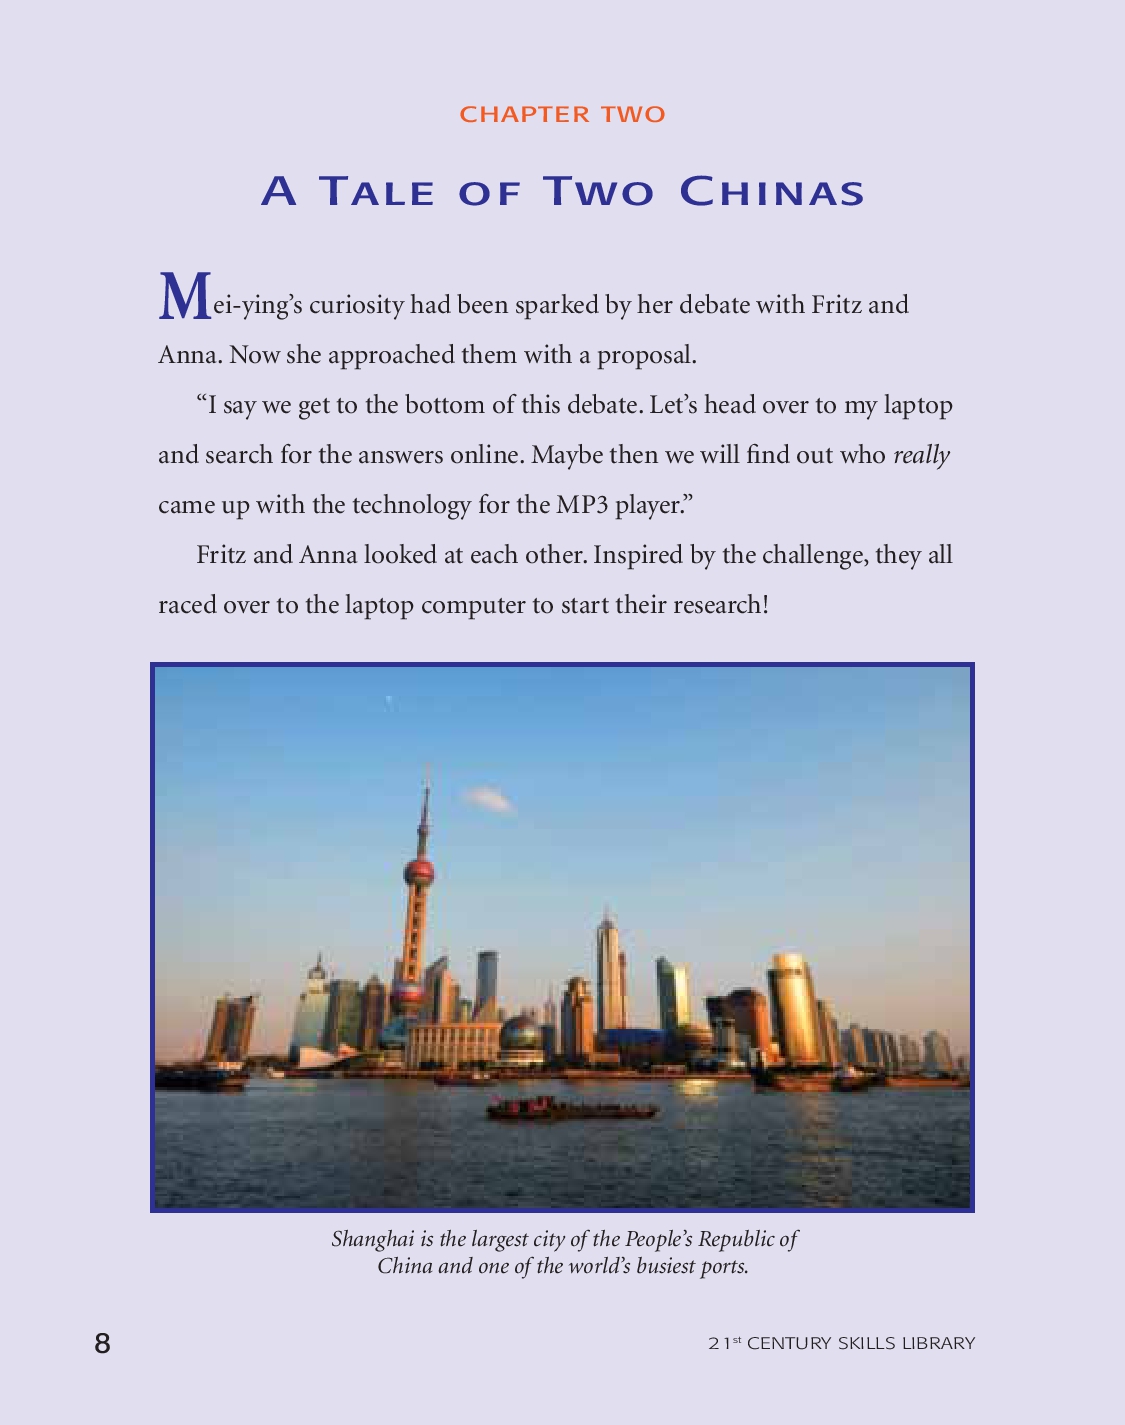 CHAPTER TWO
A TALE OF TWO CHINAS
Mei-ying’s curiosity had been sparked by her debate with Fritz and
Anna. Now she approached them with a proposal.
“I say we get to the bottom of this debate. Let’s head over to my laptop
and search for the answers online. Maybe then we will find out who really
came up with the technology for the MP3 player.”
Fritz and Anna looked at each other. Inspired by the challenge, they all
raced over to the laptop computer to start their research!
Shanghai is the largest city of the People’s Republic of
China and one of the world’s busiest ports.
8
21st CENTURY SKILLS LIBRARY